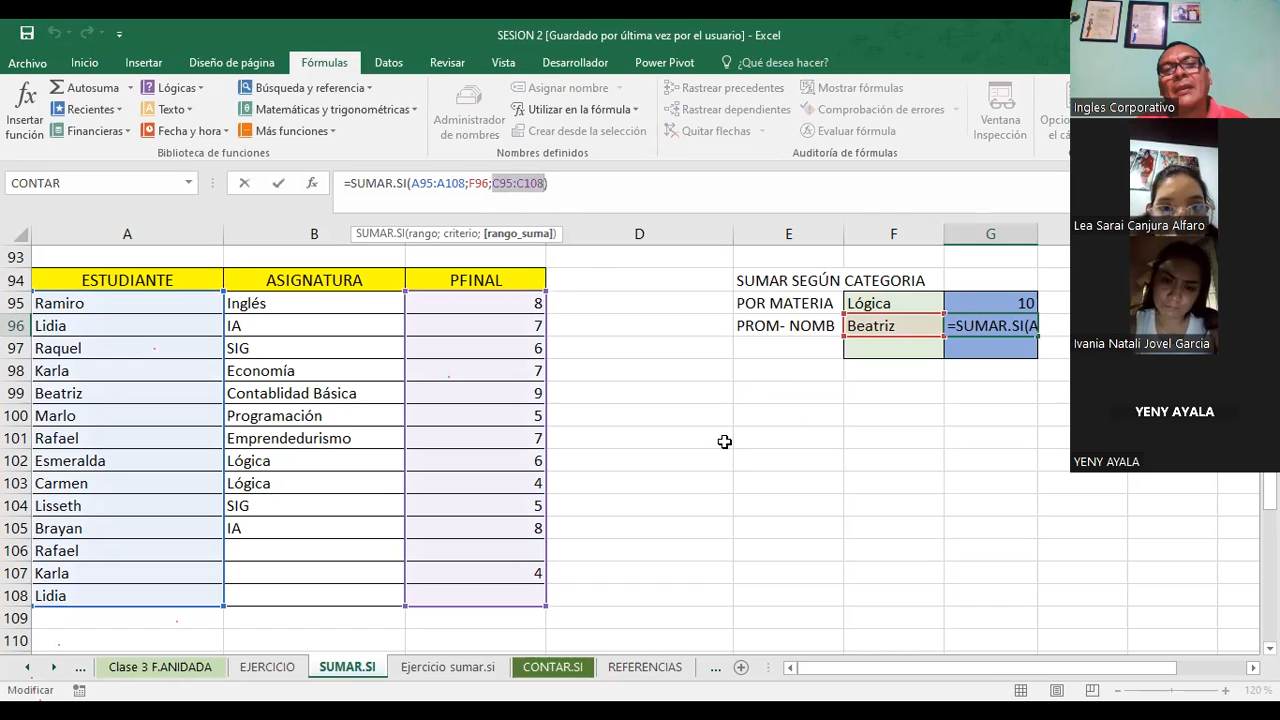 SESION 2 [Guardado por última vez por el usuario] - Excel
Archivo Inicio Insertar Diseño de página Fórmulas Datos Revisar Vista Desarrollador Power Pivot ¿Qué desea hacer?
fx Insertar función
Autosuma
Recientes
Financieras
Lógicas
Texto
Fecha y hora
Búsqueda y referencia
Matemáticas y trigonométricas
Más funciones
Biblioteca de funciones
Administrador de nombres
Asignar nombre
Utilizar en la fórmula
Crear desde la selección
Nombres definidos
Rastrear precedentes
Rastrear dependientes
Quitar flechas
Mostrar fórmulas
Comprobación de errores
Evaluar fórmula
Auditoría de fórmulas
Ventana Inspección
CONTAR fx =SUMAR.SI(A95:A108;F96;C95:C108)
SUMAR.SI(rango; criterio; [rango_suma])
A B D E F G
93
94 ESTUDIANTE ASIGNATURA PFINAL SUMAR SEGÚN CATEGORIA
95 Ramiro Inglés 8 POR MATERIA Lógica 10
96 Lidia IA 7 PROM- NOMB Beatriz =SUMAR.SI(A
97 Raquel SIG 6
98 Karla Economía 7
99 Beatriz Contablidad Básica 9
100 Marlo Programación 5
101 Rafael Emprendedurismo 7
102 Esmeralda Lógica 6
103 Carmen Lógica 4
104 Lisseth SIG 5
105 Brayan IA 8
106 Rafael
107 Karla 4
108 Lidia
109
110
... Clase 3 F.ANIDADA EJERCICIO SUMAR.SI Ejercicio sumar.si CONTAR.SI REFERENCIAS ...
Modificar 120 %
Ingles Corporativo
Lea Sarai Canjura Alfaro
Ivania Natali Jovel Garcia
YENY AYALA
YENY AYALA